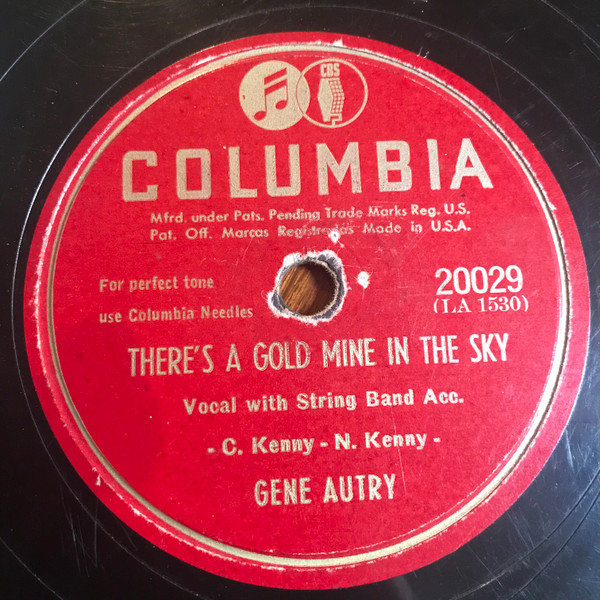 CBS
COLUMBIA
Mfrd. under Pats. Pending Trade Marks Reg. U.S.
Pat. Off. Marcas Registradas Made in U.S.A.
For perfect tone
use Columbia Needles
20029
(LA 1530)
THERE'S A GOLD MINE IN THE SKY
Vocal with String Band Acc.
- C. Kenny - N. Kenny -
GENE AUTRY